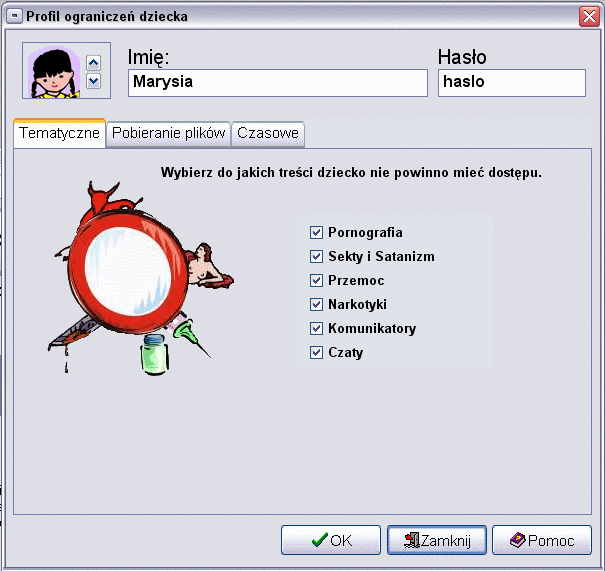 Profil ograniczeń dziecka
Imię:
Hasło
Marysia
haslo
Tematyczne
Pobieranie plików
Czasowe
Wybierz do jakich treści dziecko nie powinno mieć dostępu.
Pornografia
Sekty i Satanizm
Przemoc
Narkotyki
Komunikatory
Czaty
OK
Zamknij
Pomoc